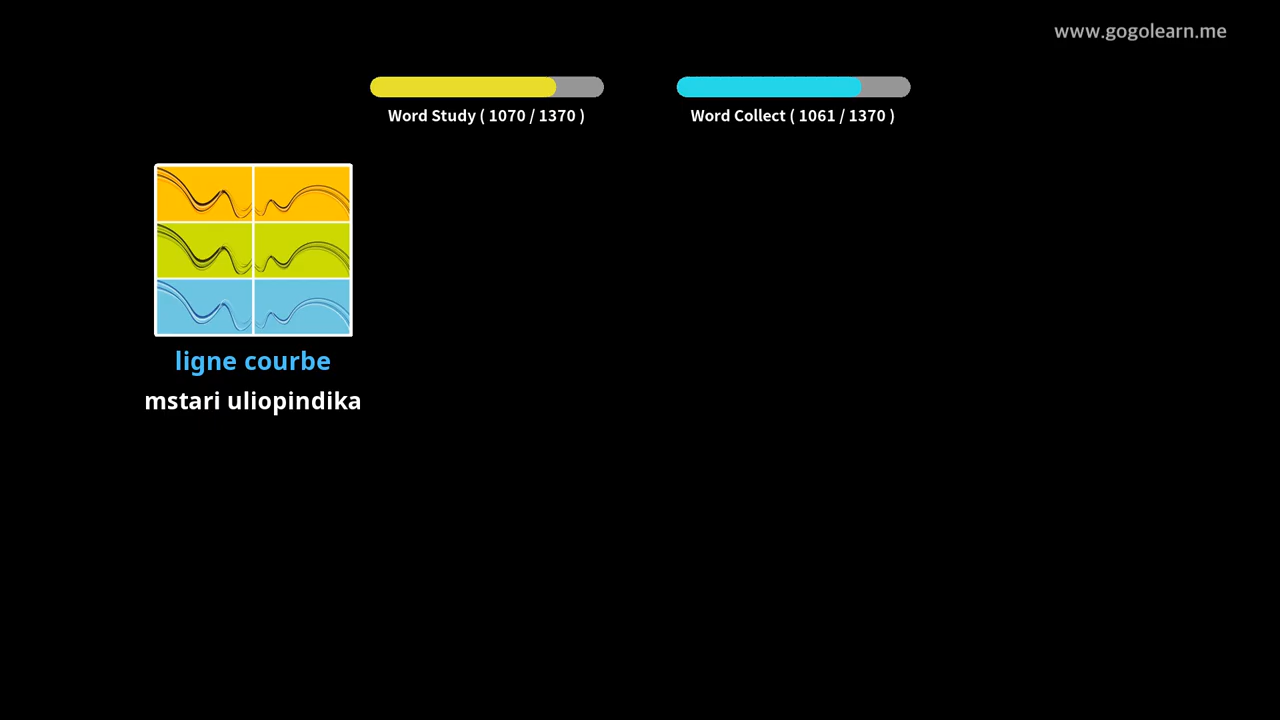 www.gogolearn.me
Word Study ( 1070 / 1370 )
Word Collect ( 1061 / 1370 )
ligne courbe
mstari uliopindika